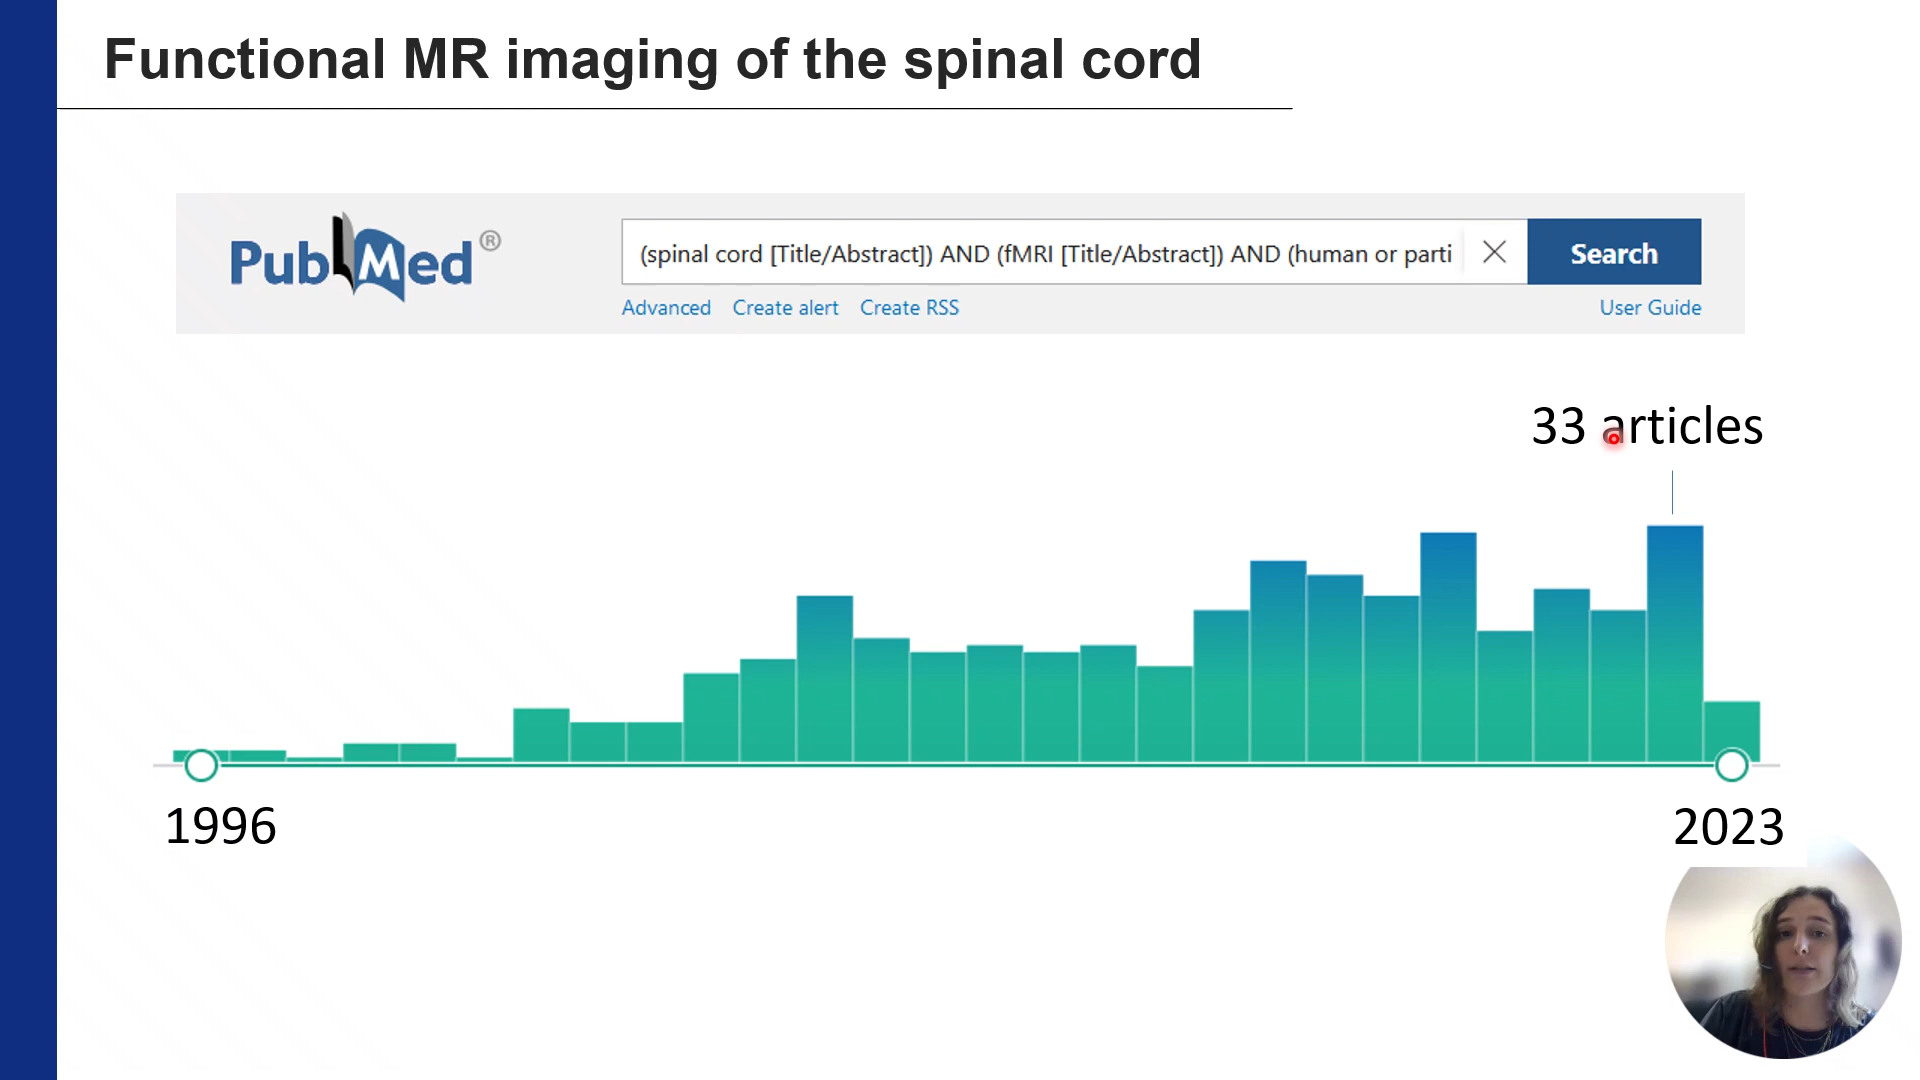 Functional MR imaging of the spinal cord
PubMed®
(spinal cord [Title/Abstract]) AND (fMRI [Title/Abstract]) AND (human or parti
Search
Advanced Create alert Create RSS User Guide
33 articles
1996 2023